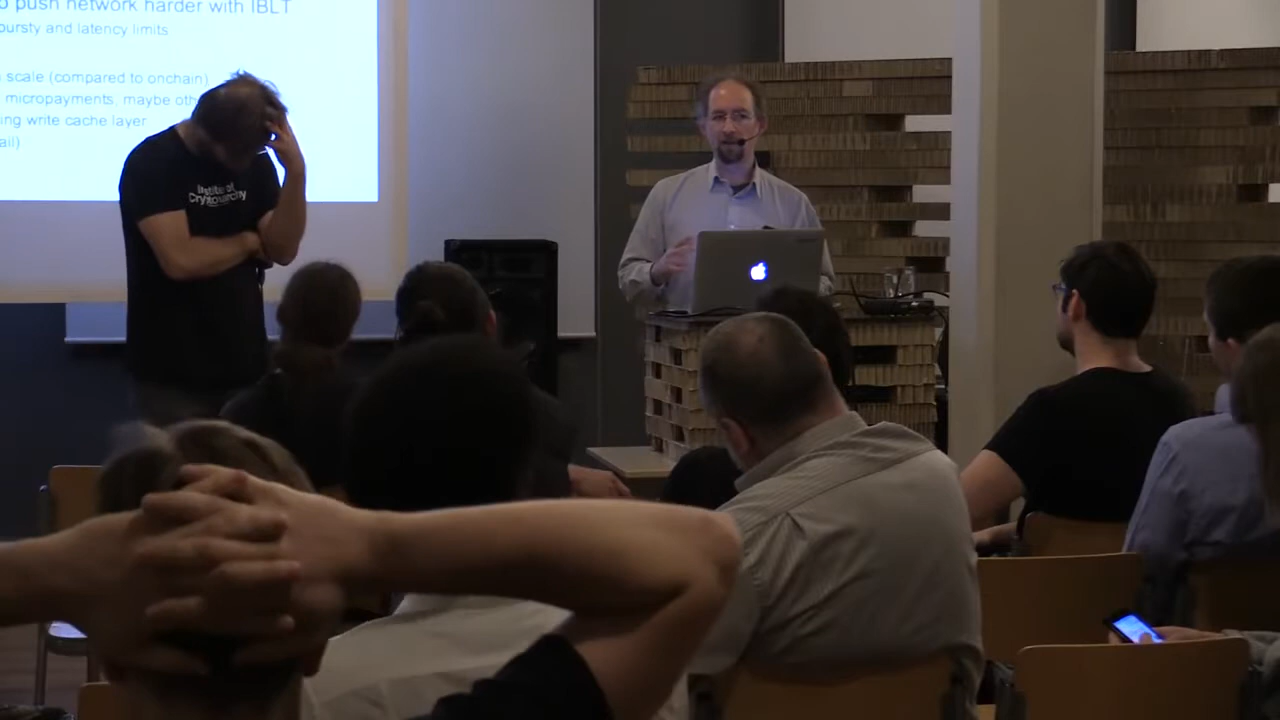 o push network harder with IBLT
oursty and latency limits
scale (compared to onchain)
micropayments, maybe oth
ing write cache layer
ail)
Institute of
Cryptoanarchy